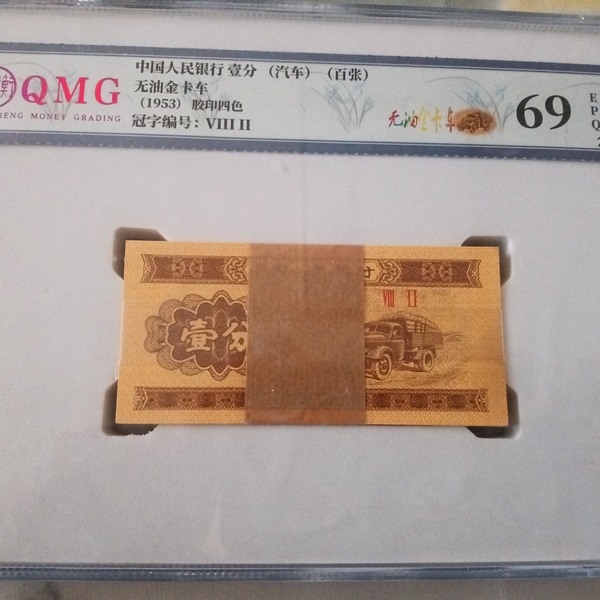 QMG
HENG MONEY GRADING
中国人民银行 壹分 （汽车）（百张）
无油金卡车
（1953） 胶印四色
冠字编号：VIII II
无油金卡车
69
E
P
Q
分
VIII II
壹分